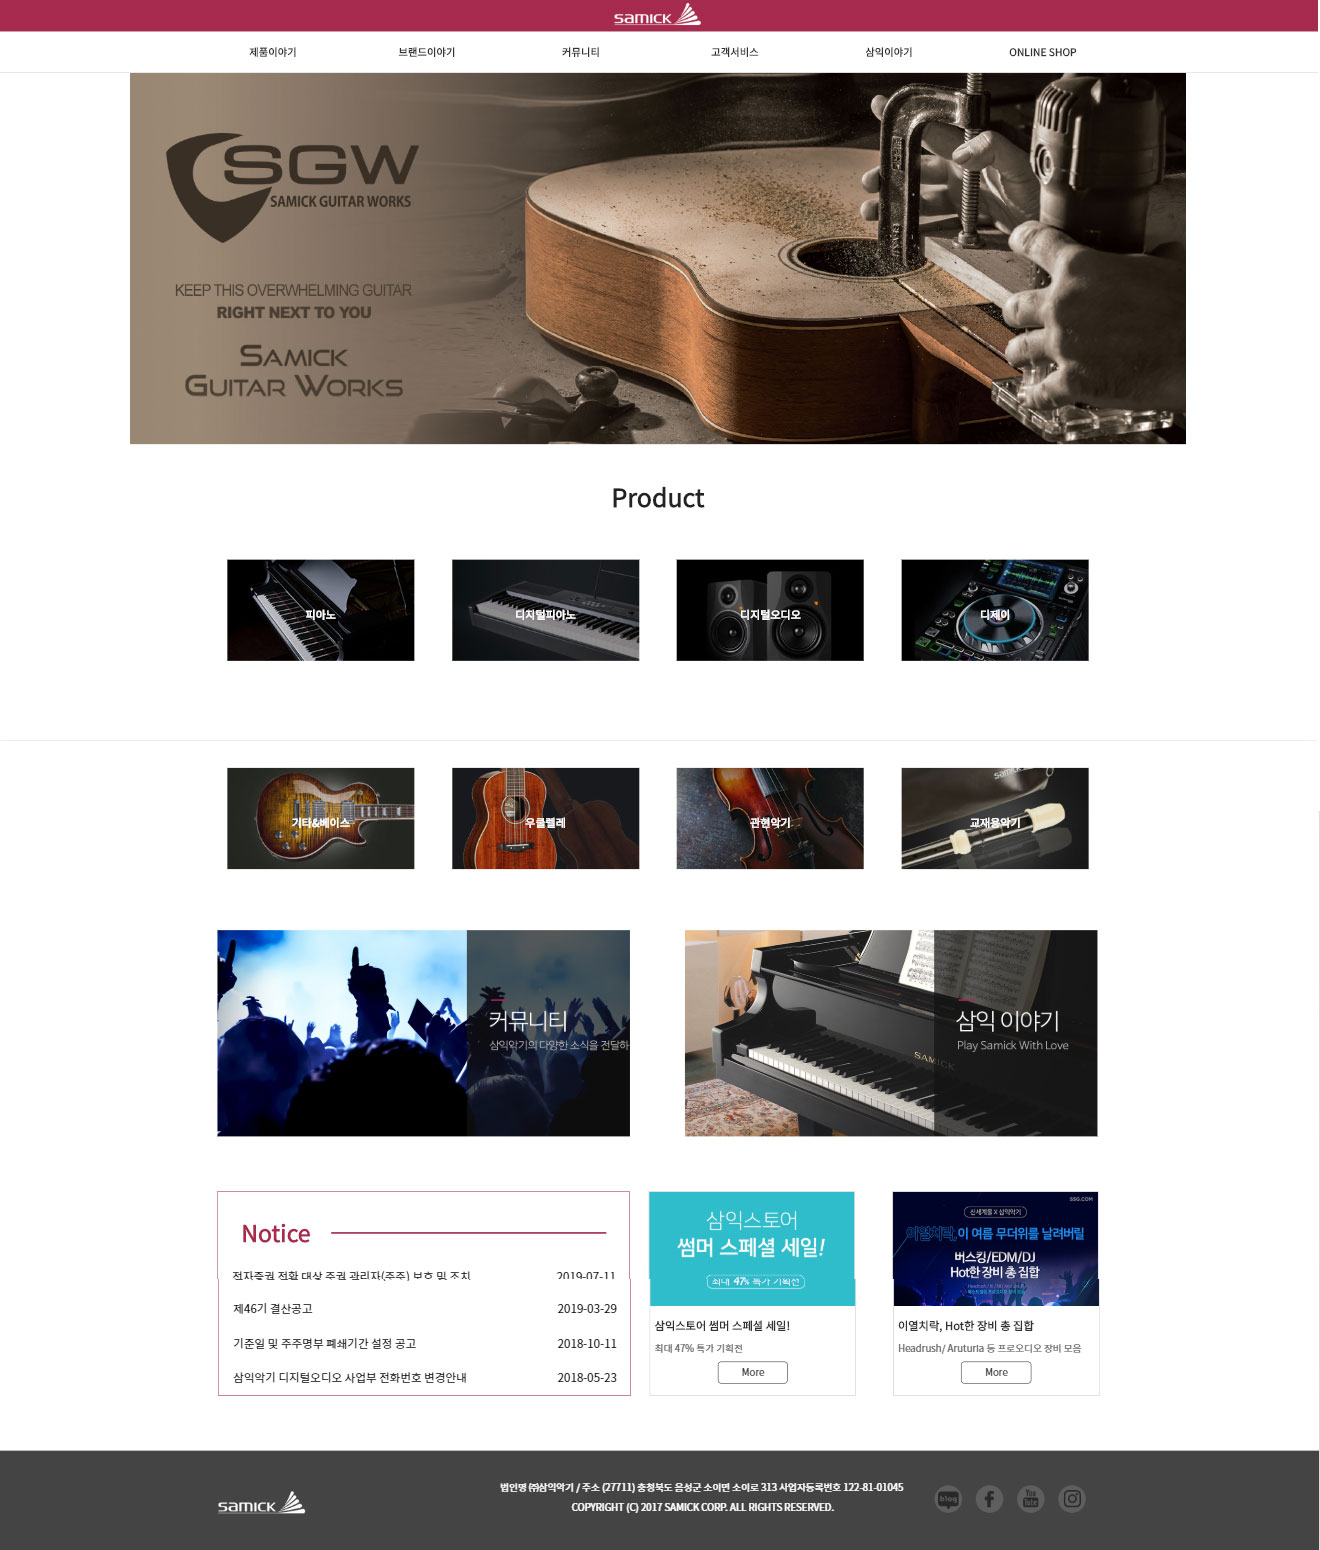 SAMICK
제품이야기
브랜드이야기
커뮤니티
고객서비스
삼익이야기
ONLINE SHOP
SGW
SAMICK GUITAR WORKS
KEEP THIS OVERWHELMING GUITAR
RIGHT NEXT TO YOU
SAMICK
GUITAR WORKS
Product
피아노
디지털피아노
디지털오디오
디제이
기타&베이스
우쿨렐레
관현악기
교재용악기
samick
커뮤니티
삼익악기의 다양한 소식을 전달하
SAMICK
삼익 이야기
Play Samick With Love
Notice
전자증권 전환 대상 주권 관리자(주주) 보호 및 조치 2019-07-11
제46기 결산공고 2019-03-29
기준일 및 주주명부 폐쇄기간 설정 공고 2018-10-11
삼익악기 디지털오디오 사업부 전화번호 변경안내 2018-05-23
삼익스토어
썸머 스페셜 세일!
최대 47% 특가 기획전
삼익스토어 썸머 스페셜 세일!
최대 47% 특가 기획전
More
SSG.COM
신세계몰 X 삼익악기
이열치락, 이 여름 무더위를 날려버릴
버스킹/EDM/DJ
Hot한 장비 총 집합
이열치락, Hot한 장비 총 집합
Headrush/ Aruturia 등 프로오디오 장비 모음
More
SAMICK
법인명 ㈜삼익악기 / 주소 (27711) 충청북도 음성군 소이면 소이로 313 사업자등록번호 122-81-01045
COPYRIGHT (C) 2017 SAMICK CORP. ALL RIGHTS RESERVED.
blog
You
Tube